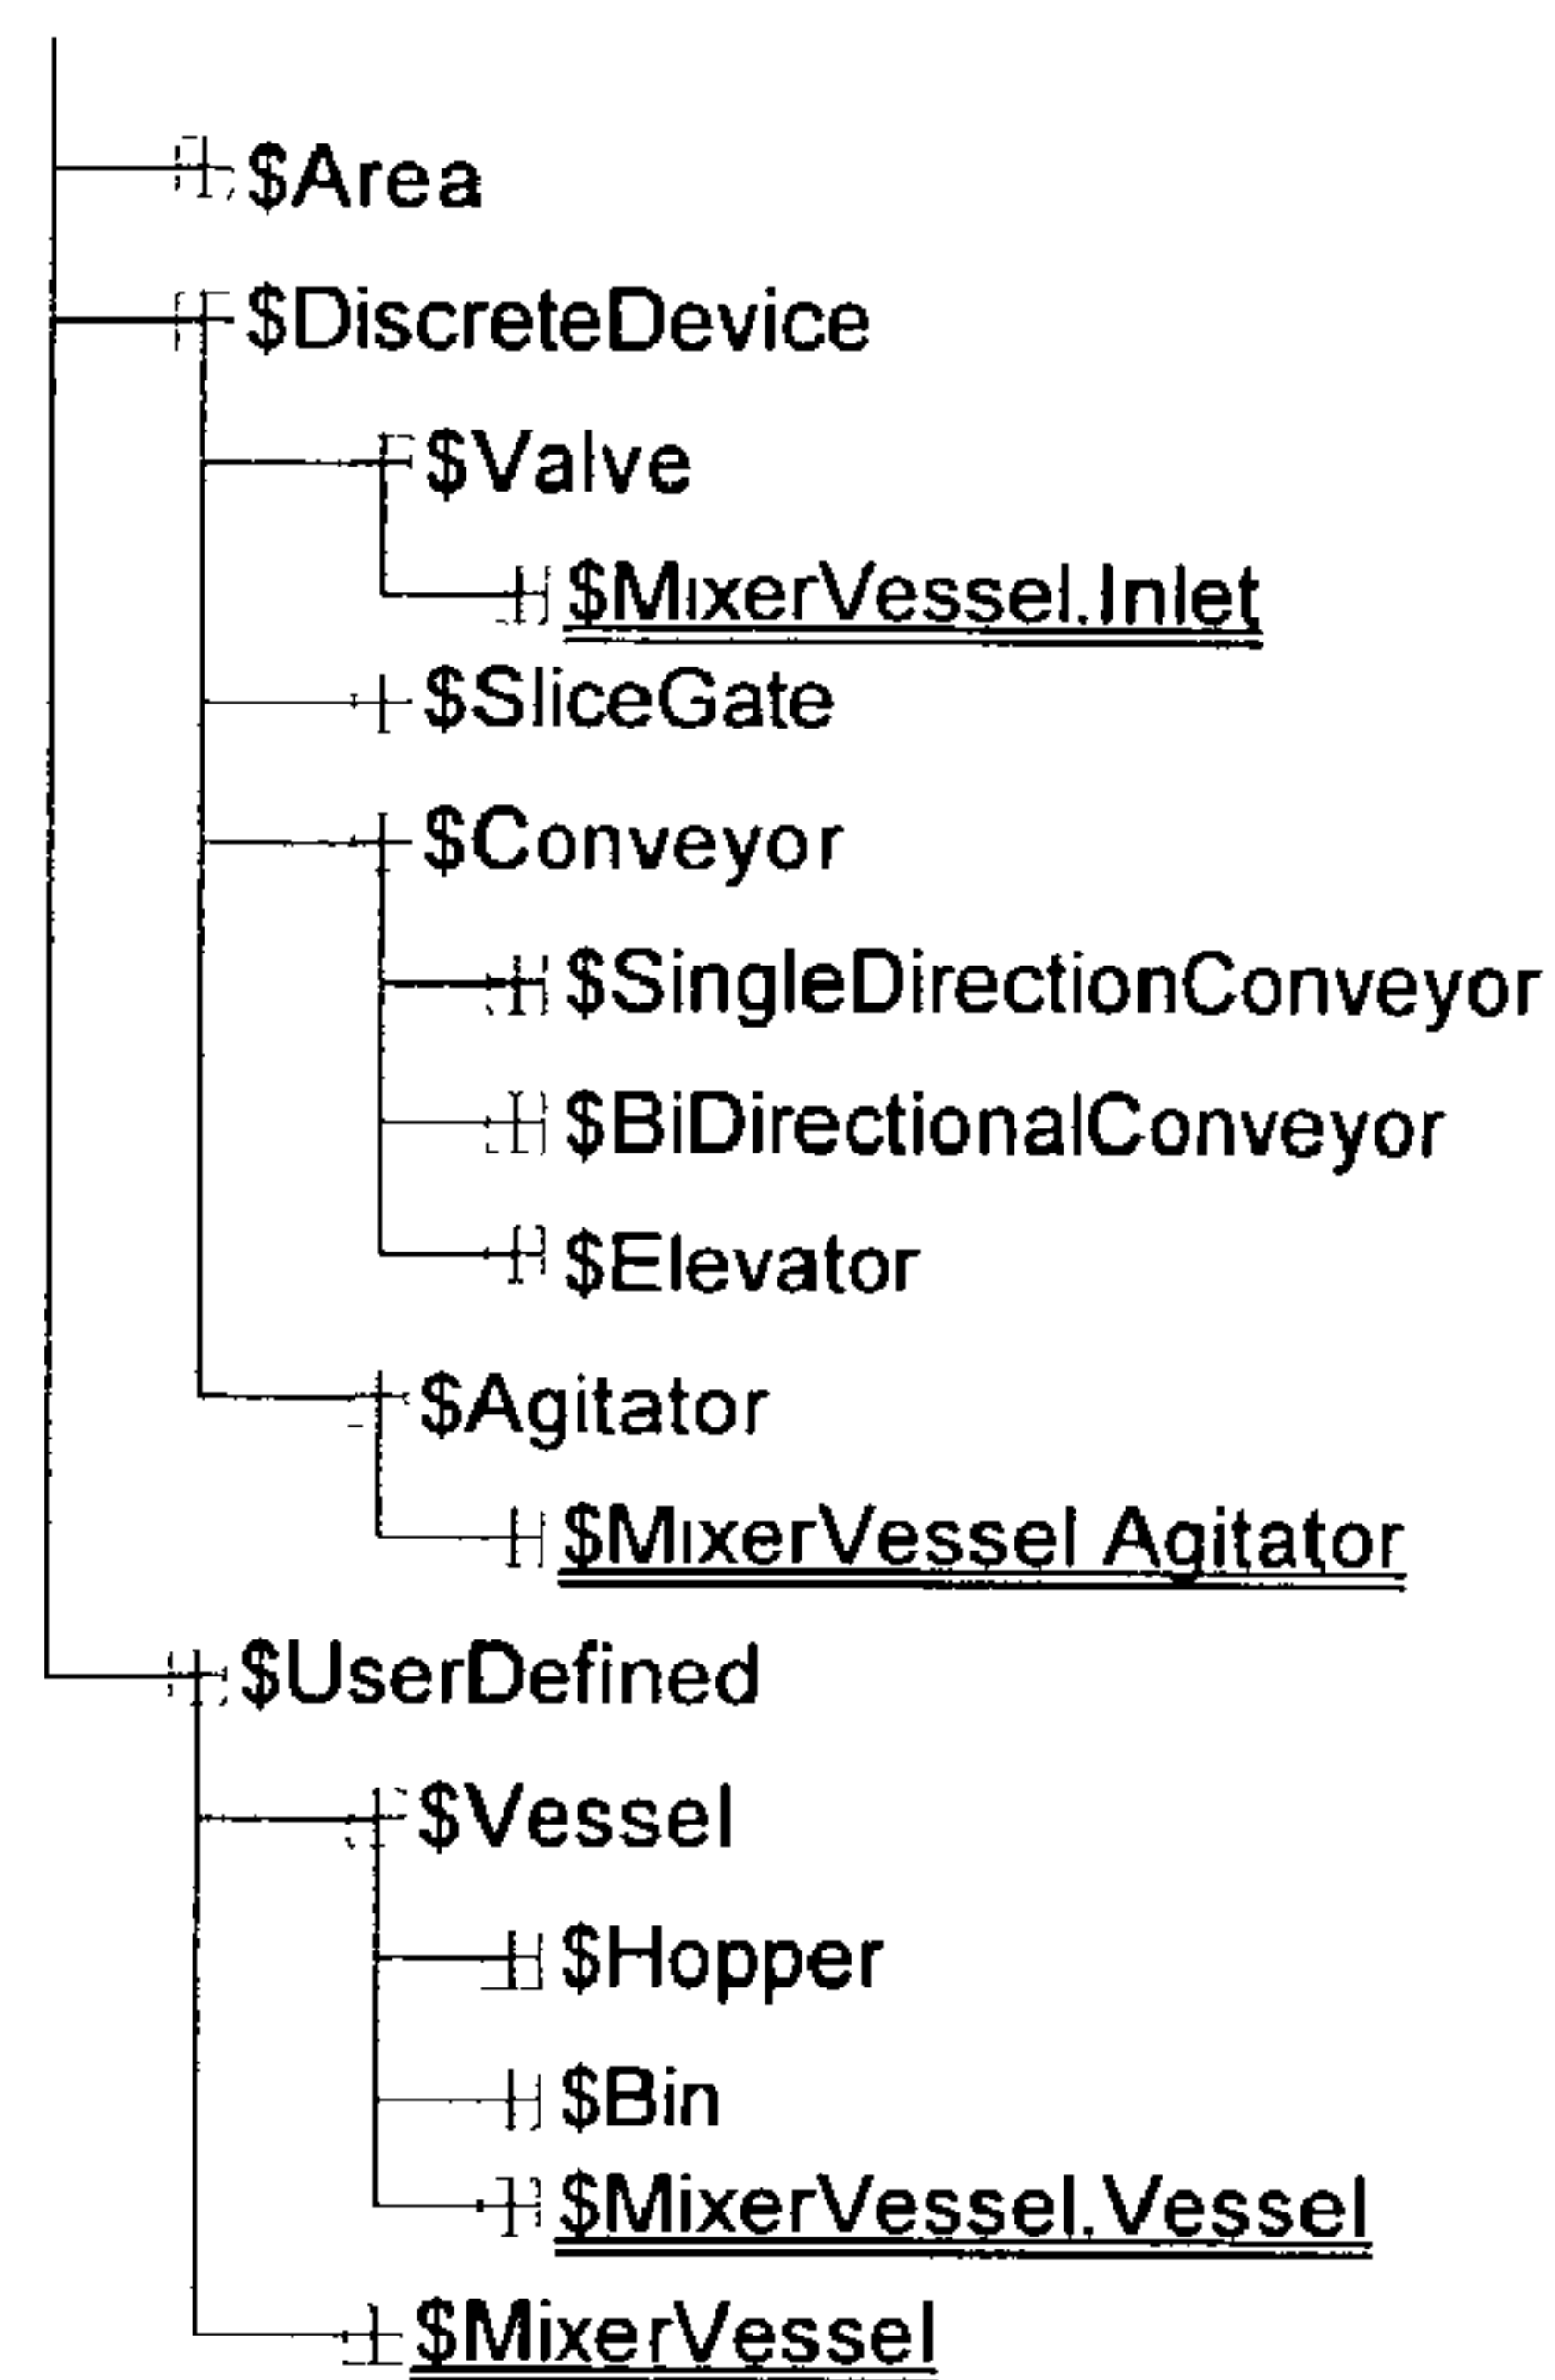 $Area
$DiscreteDevice
$Valve
$MixerVessel.Inlet
$SliceGate
$Conveyor
$SingleDirectionConveyor
$BiDirectionalConveyor
$Elevator
$Agitator
$MixerVessel Agitator
$UserDefined
$Vessel
$Hopper
$Bin
$MixerVessel.Vessel
$MixerVessel